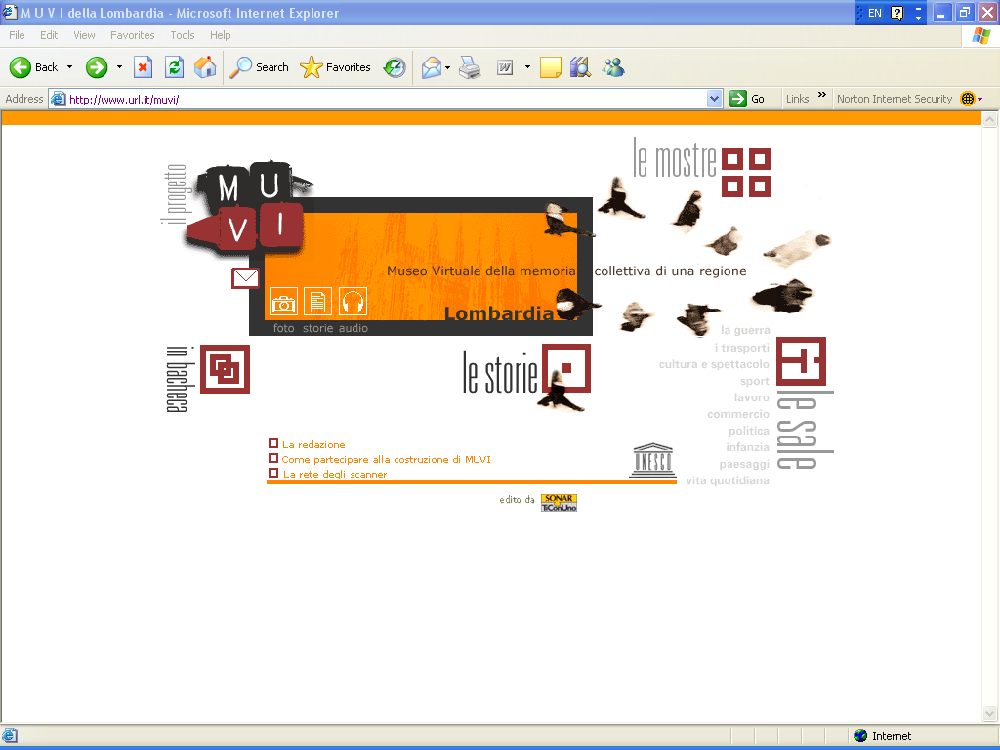 M U V I della Lombardia - Microsoft Internet Explorer
EN
File Edit View Favorites Tools Help
Back Search Favorites
Address http://www.url.it/muvi/ Go Links » Norton Internet Security
il progetto
MU
VI
le mostre
Museo Virtuale della memoria collettiva di una regione
Lombardia
foto storie audio
in bacheca
le storie
la guerra
i trasporti
cultura e spettacolo
sport
lavoro
commercio
politica
infanzia
paesaggi
vita quotidiana
le sale
La redazione
Come partecipare alla costruzione di MUVI
La rete degli scanner
UNESCO
edito da SONAR
TiConUno
Internet